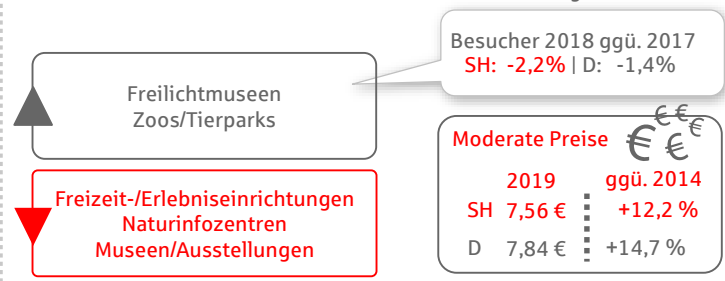 Besucher 2018 ggü. 2017
SH: -2,2% | D: -1,4%
Freilichtmuseen
Zoos/Tierparks
Freizeit-/Erlebniseinrichtungen
Naturinfozentren
Museen/Ausstellungen
Moderate Preise € € € € €
2019 ggü. 2014
SH 7,56 € +12,2 %
D 7,84 € +14,7 %